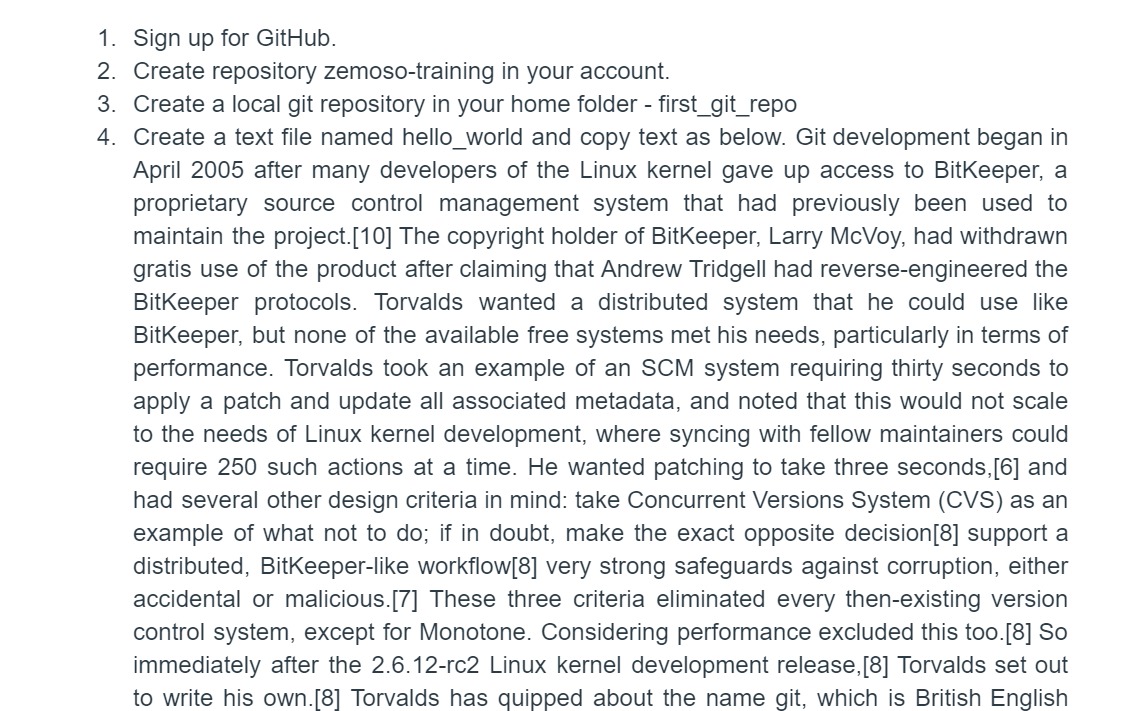 1. Sign up for GitHub.
2. Create repository zemoso-training in your account.
3. Create a local git repository in your home folder - first_git_repo
4. Create a text file named hello_world and copy text as below. Git development began in
April 2005 after many developers of the Linux kernel gave up access to BitKeeper, a
proprietary source control management system that had previously been used to
maintain the project.[10] The copyright holder of BitKeeper, Larry McVoy, had withdrawn
gratis use of the product after claiming that Andrew Tridgell had reverse-engineered the
BitKeeper protocols. Torvalds wanted a distributed system that he could use like
BitKeeper, but none of the available free systems met his needs, particularly in terms of
performance. Torvalds took an example of an SCM system requiring thirty seconds to
apply a patch and update all associated metadata, and noted that this would not scale
to the needs of Linux kernel development, where syncing with fellow maintainers could
require 250 such actions at a time. He wanted patching to take three seconds,[6] and
had several other design criteria in mind: take Concurrent Versions System (CVS) as an
example of what not to do; if in doubt, make the exact opposite decision[8] support a
distributed, BitKeeper-like workflow[8] very strong safeguards against corruption, either
accidental or malicious.[7] These three criteria eliminated every then-existing version
control system, except for Monotone. Considering performance excluded this too.[8] So
immediately after the 2.6.12-rc2 Linux kernel development release,[8] Torvalds set out
to write his own.[8] Torvalds has quipped about the name git, which is British English